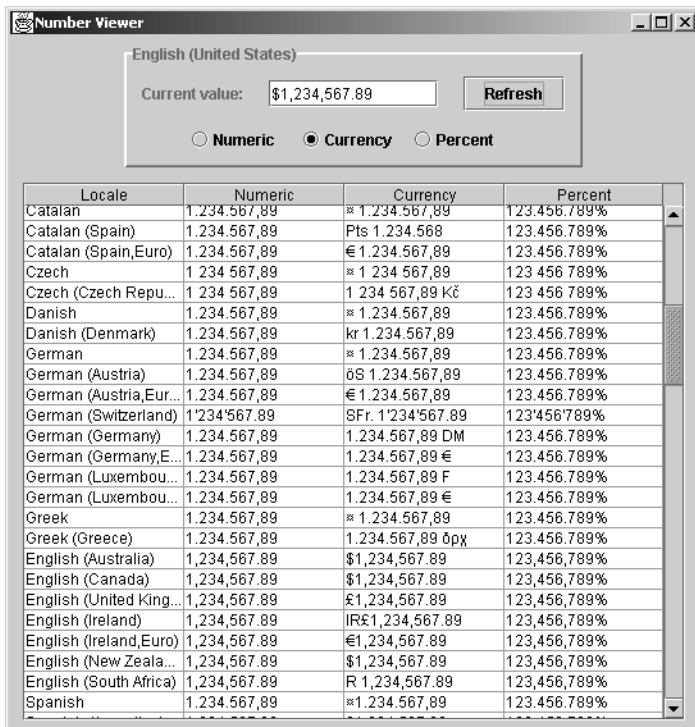 Number Viewer
English (United States)
Current value: $1,234,567.89 Refresh
Numeric Currency Percent
Locale Numeric Currency Percent
Catalan 1.234.567,89 ¤ 1.234.567,89 123.456.789%
Catalan (Spain) 1.234.567,89 Pts 1.234.568 123.456.789%
Catalan (Spain,Euro) 1.234.567,89 € 1.234.567,89 123.456.789%
Czech 1 234 567,89 ¤ 1 234 567,89 123 456 789%
Czech (Czech Repu... 1 234 567,89 1 234 567,89 Kč 123 456 789%
Danish 1.234.567,89 ¤ 1.234.567,89 123.456.789%
Danish (Denmark) 1.234.567,89 kr 1.234.567,89 123.456.789%
German 1.234.567,89 ¤ 1.234.567,89 123.456.789%
German (Austria) 1.234.567,89 öS 1.234.567,89 123.456.789%
German (Austria,Eur... 1.234.567,89 € 1.234.567,89 123.456.789%
German (Switzerland) 1'234'567.89 SFr. 1'234'567.89 123'456'789%
German (Germany) 1.234.567,89 1.234.567,89 DM 123.456.789%
German (Germany,E... 1.234.567,89 1.234.567,89 € 123.456.789%
German (Luxembou... 1.234.567,89 1.234.567,89 F 123.456.789%
German (Luxembou... 1.234.567,89 1.234.567,89 € 123.456.789%
Greek 1.234.567,89 ¤ 1.234.567,89 123.456.789%
Greek (Greece) 1.234.567,89 1.234.567,89 δρχ 123.456.789%
English (Australia) 1,234,567.89 $1,234,567.89 123,456,789%
English (Canada) 1,234,567.89 $1,234,567.89 123,456,789%
English (United King... 1,234,567.89 £1,234,567.89 123,456,789%
English (Ireland) 1,234,567.89 IR£1,234,567.89 123,456,789%
English (Ireland,Euro) 1,234,567.89 €1,234,567.89 123,456,789%
English (New Zeala... 1,234,567.89 $1,234,567.89 123,456,789%
English (South Africa) 1,234,567.89 R 1,234,567.89 123,456,789%
Spanish 1.234.567,89 ¤1.234.567,89 123.456.789%